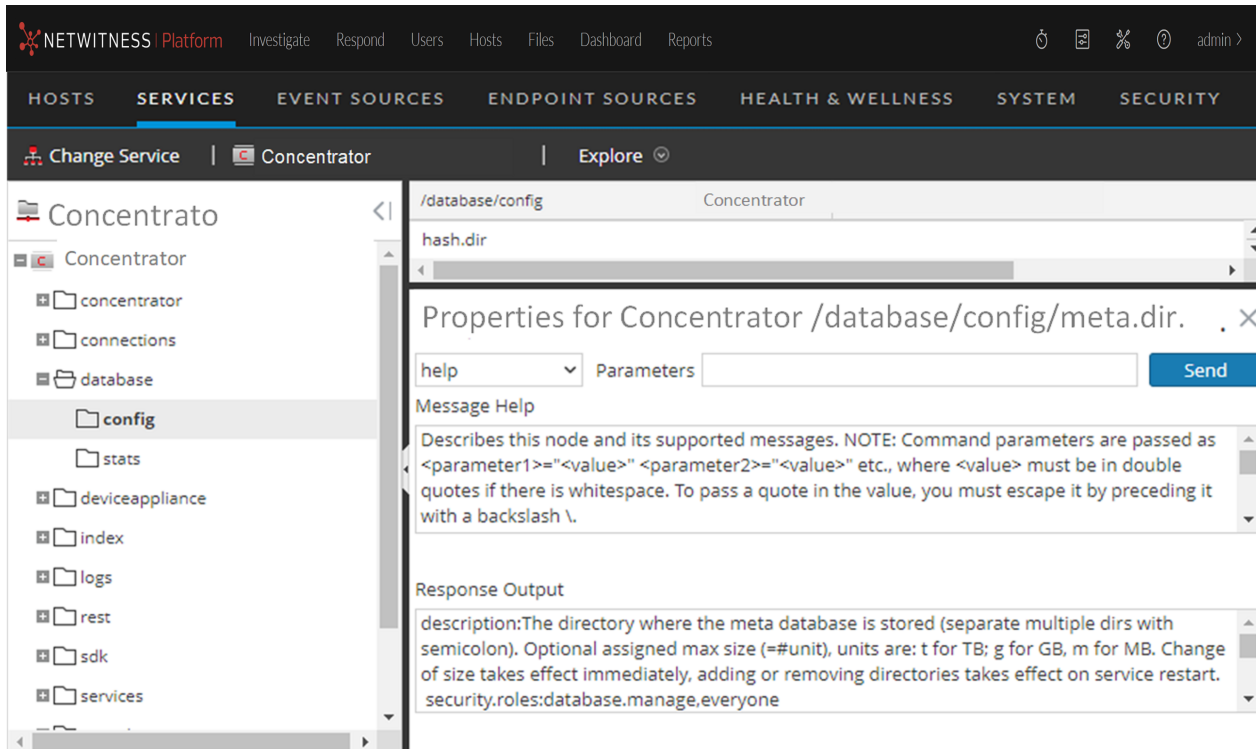 NETWITNESS | Platform Investigate Respond Users Hosts Files Dashboard Reports admin >
HOSTS SERVICES EVENT SOURCES ENDPOINT SOURCES HEALTH & WELLNESS SYSTEM SECURITY
Change Service | C Concentrator | Explore
Concentrato
C Concentrator
concentrator
connections
database
config
stats
deviceappliance
index
logs
rest
sdk
services
/database/config Concentrator
hash.dir
Properties for Concentrator /database/config/meta.dir. .
help Parameters Send
Message Help
Describes this node and its supported messages. NOTE: Command parameters are passed as
<parameter1>="<value>" <parameter2>="<value>" etc., where <value> must be in double
quotes if there is whitespace. To pass a quote in the value, you must escape it by preceding it
with a backslash \.
Response Output
description:The directory where the meta database is stored (separate multiple dirs with
semicolon). Optional assigned max size (=#unit), units are: t for TB; g for GB, m for MB. Change
of size takes effect immediately, adding or removing directories takes effect on service restart.
security.roles:database.manage,everyone